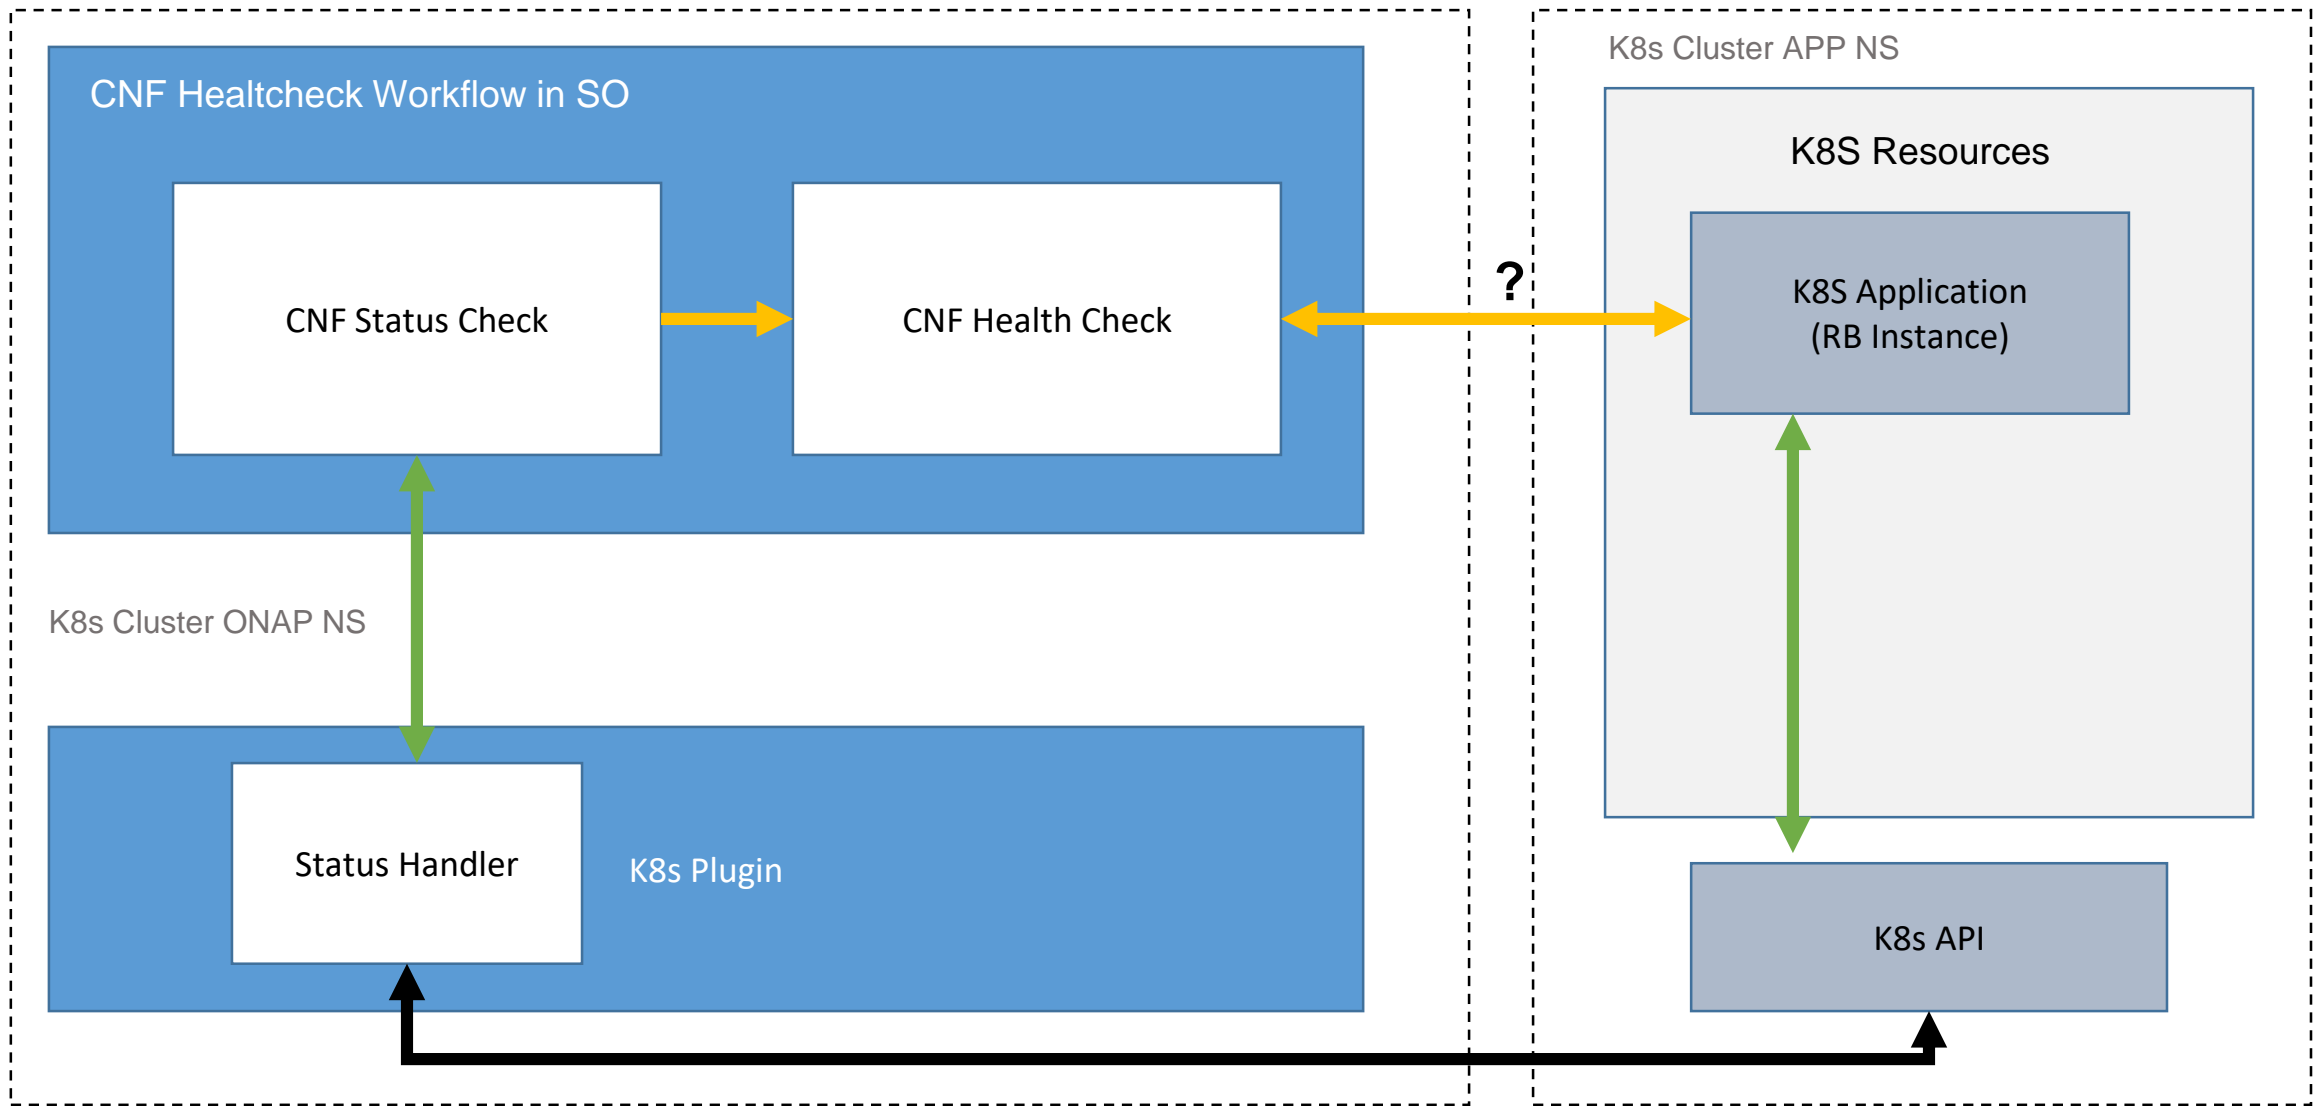 K8s Cluster APP NS
CNF Healtcheck Workflow in SO
K8S Resources
CNF Status Check
CNF Health Check
?
K8S Application
(RB Instance)
K8s Cluster ONAP NS
Status Handler
K8s Plugin
K8s API